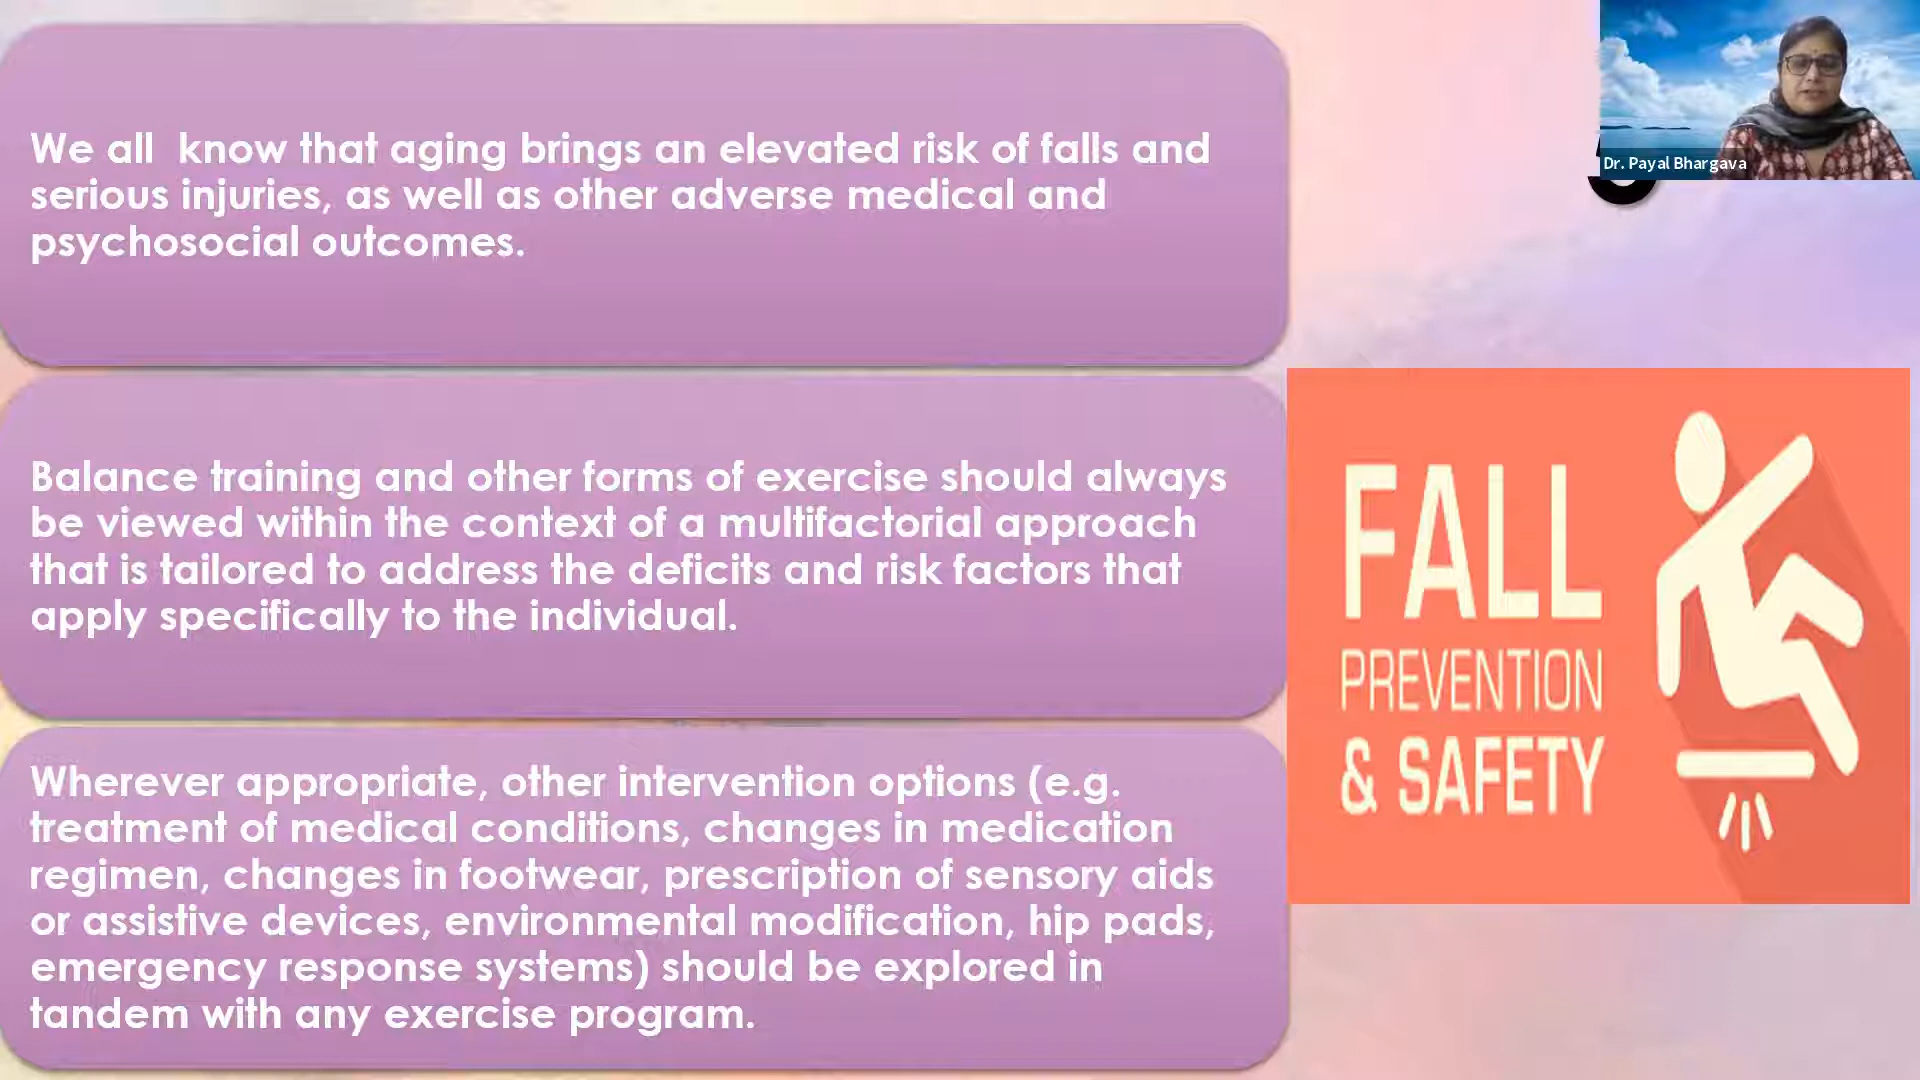 We all  know that aging brings an elevated risk of falls and
serious injuries, as well as other adverse medical and
psychosocial outcomes.
Balance training and other forms of exercise should always
be viewed within the context of a multifactorial approach
that is tailored to address the deficits and risk factors that
apply specifically to the individual.
Wherever appropriate, other intervention options (e.g.
treatment of medical conditions, changes in medication
regimen, changes in footwear, prescription of sensory aids
or assistive devices, environmental modification, hip pads,
emergency response systems) should be explored in
tandem with any exercise program.
Dr. Payal Bhargava
FALL
PREVENTION
& SAFETY